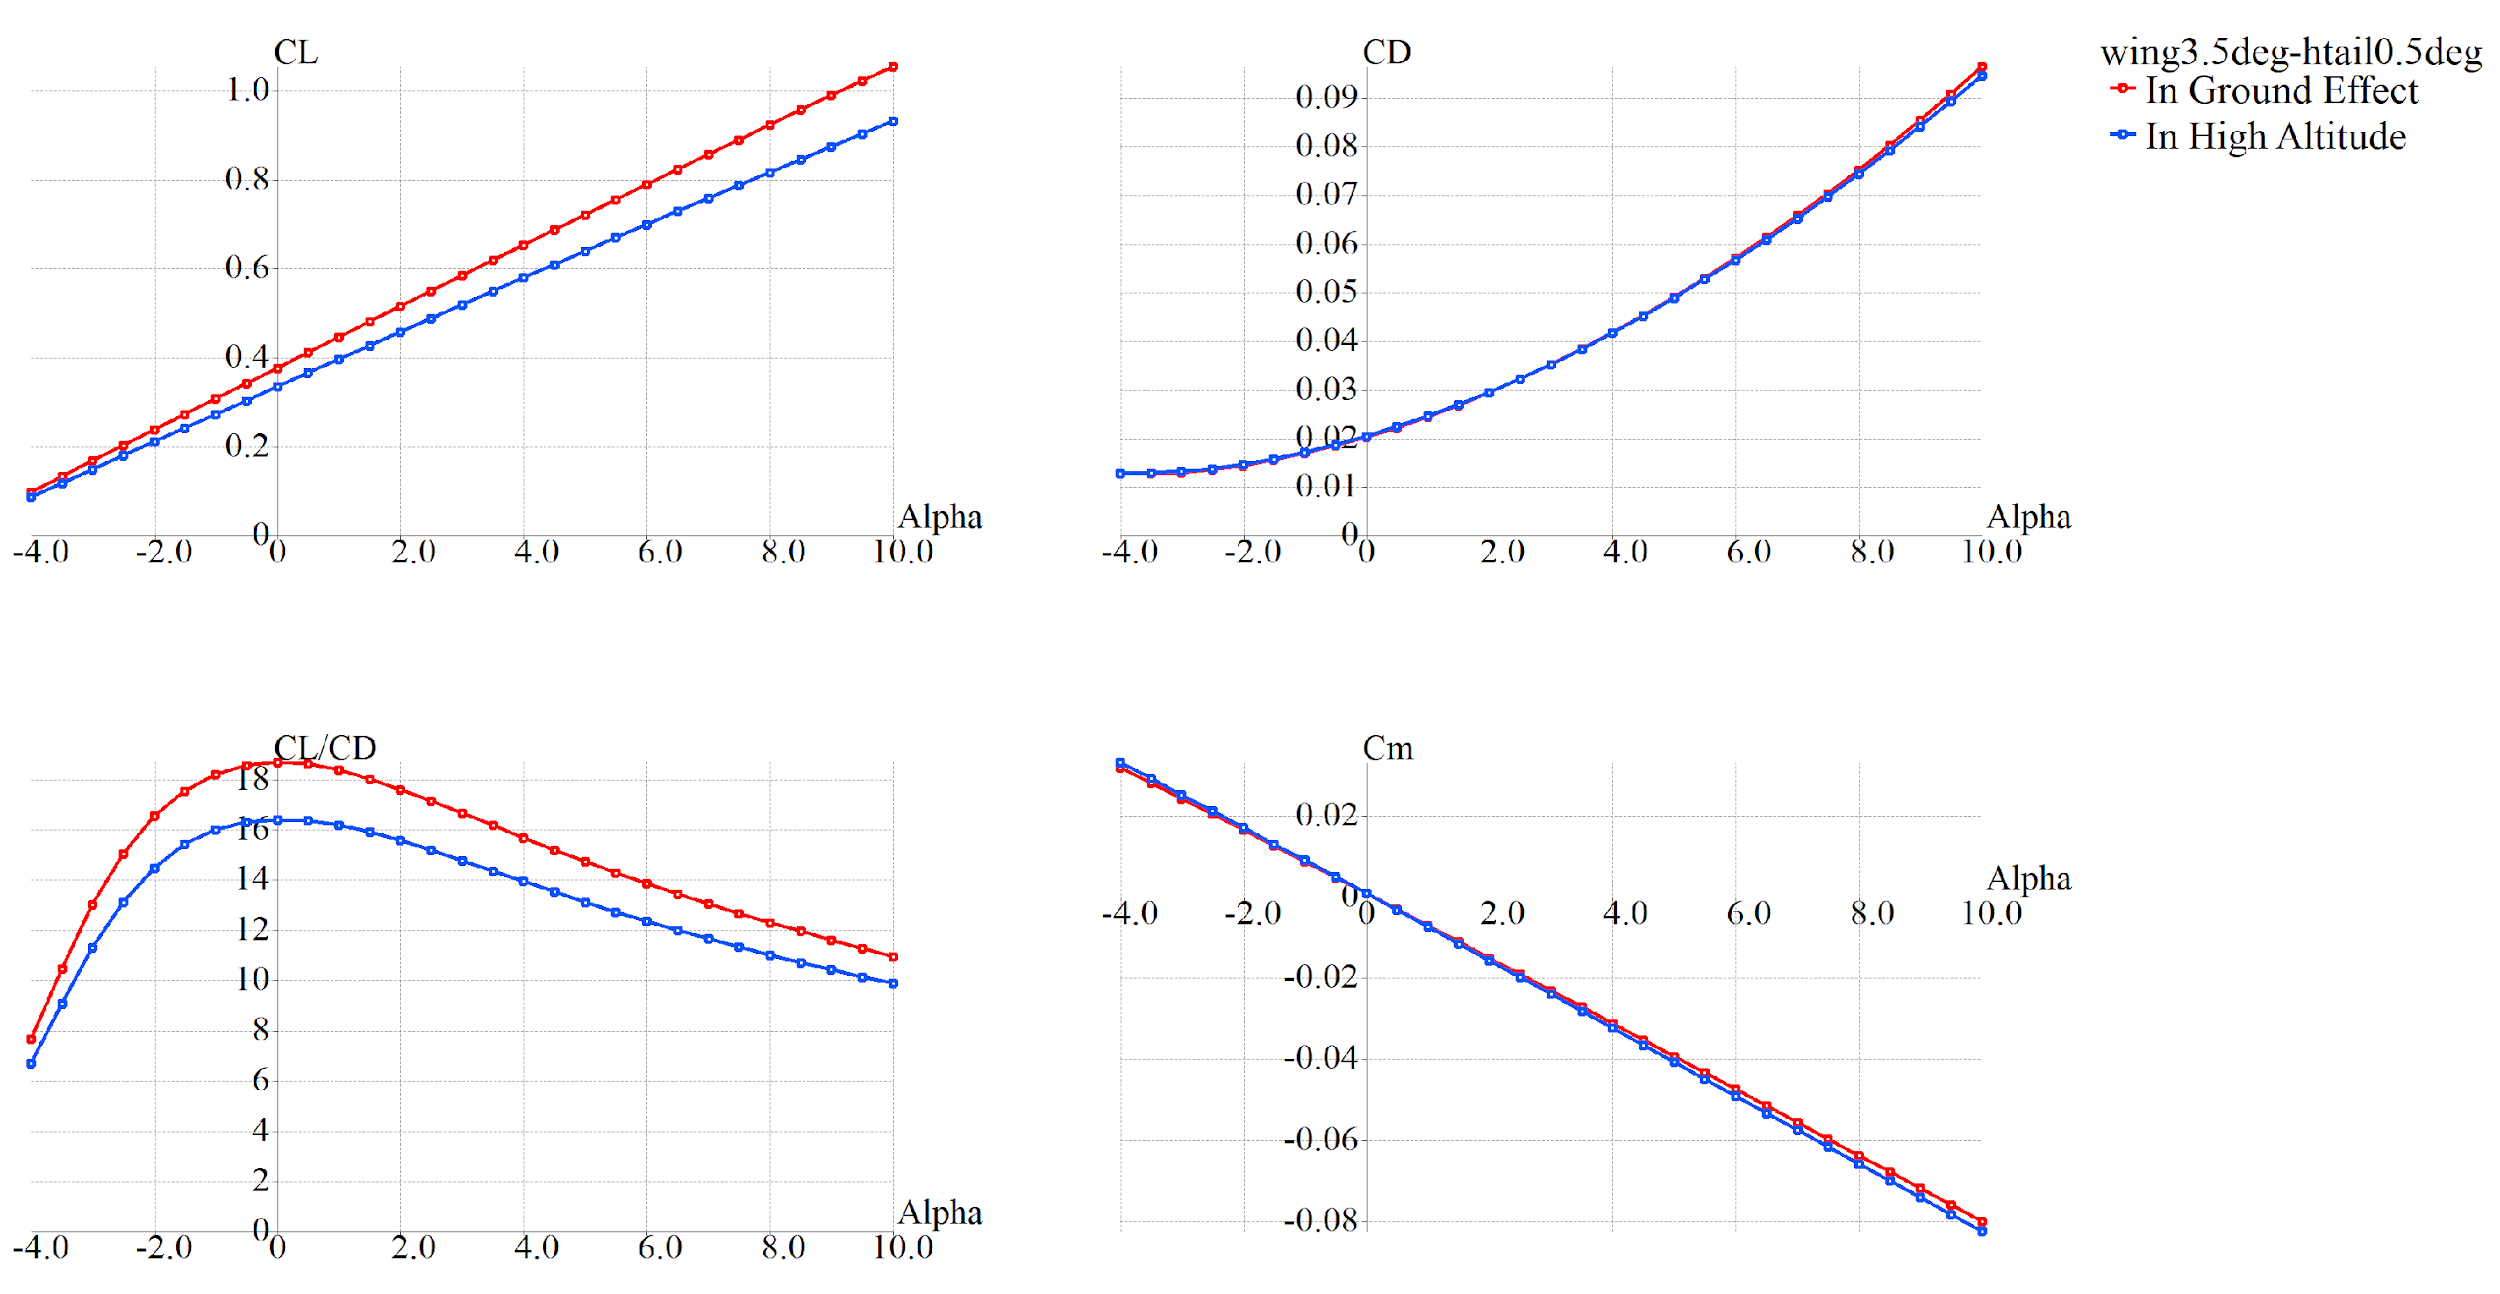 CL
1.0
0.8
0.6
0.4
0.2
0
Alpha
-4.0 -2.0 0 2.0 4.0 6.0 8.0 10.0
CD
0.09
0.08
0.07
0.06
0.05
0.04
0.03
0.02
0.01
0
Alpha
-4.0 -2.0 0 2.0 4.0 6.0 8.0 10.0
wing3.5deg-htail0.5deg
In Ground Effect
In High Altitude
CL/CD
18
16
14
12
10
8
6
4
2
0
Alpha
-4.0 -2.0 0 2.0 4.0 6.0 8.0 10.0
Cm
0.02
Alpha
0
-4.0 -2.0 0 2.0 4.0 6.0 8.0 10.0
-0.02
-0.04
-0.06
-0.08